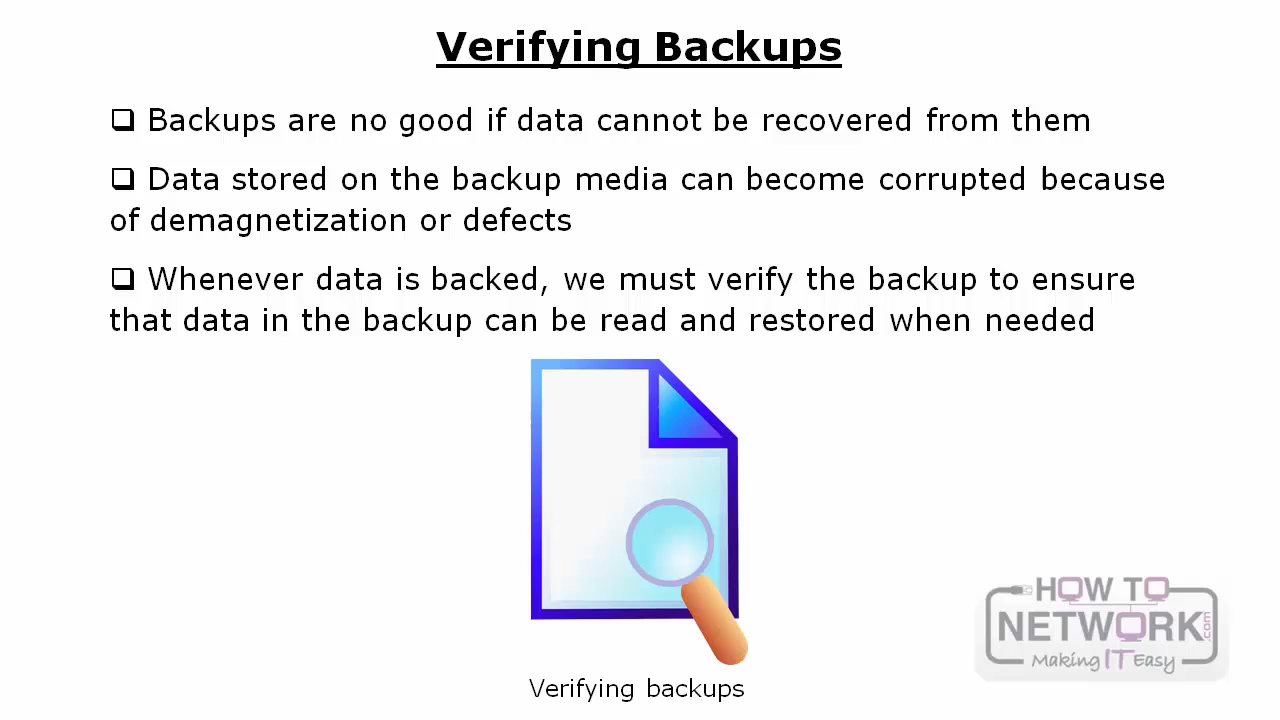 Verifying Backups
❑ Backups are no good if data cannot be recovered from them
❑ Data stored on the backup media can become corrupted because
of demagnetization or defects
❑ Whenever data is backed, we must verify the backup to ensure
that data in the backup can be read and restored when needed
Verifying backups
HOW TO
NETWORK.com
Making IT Easy